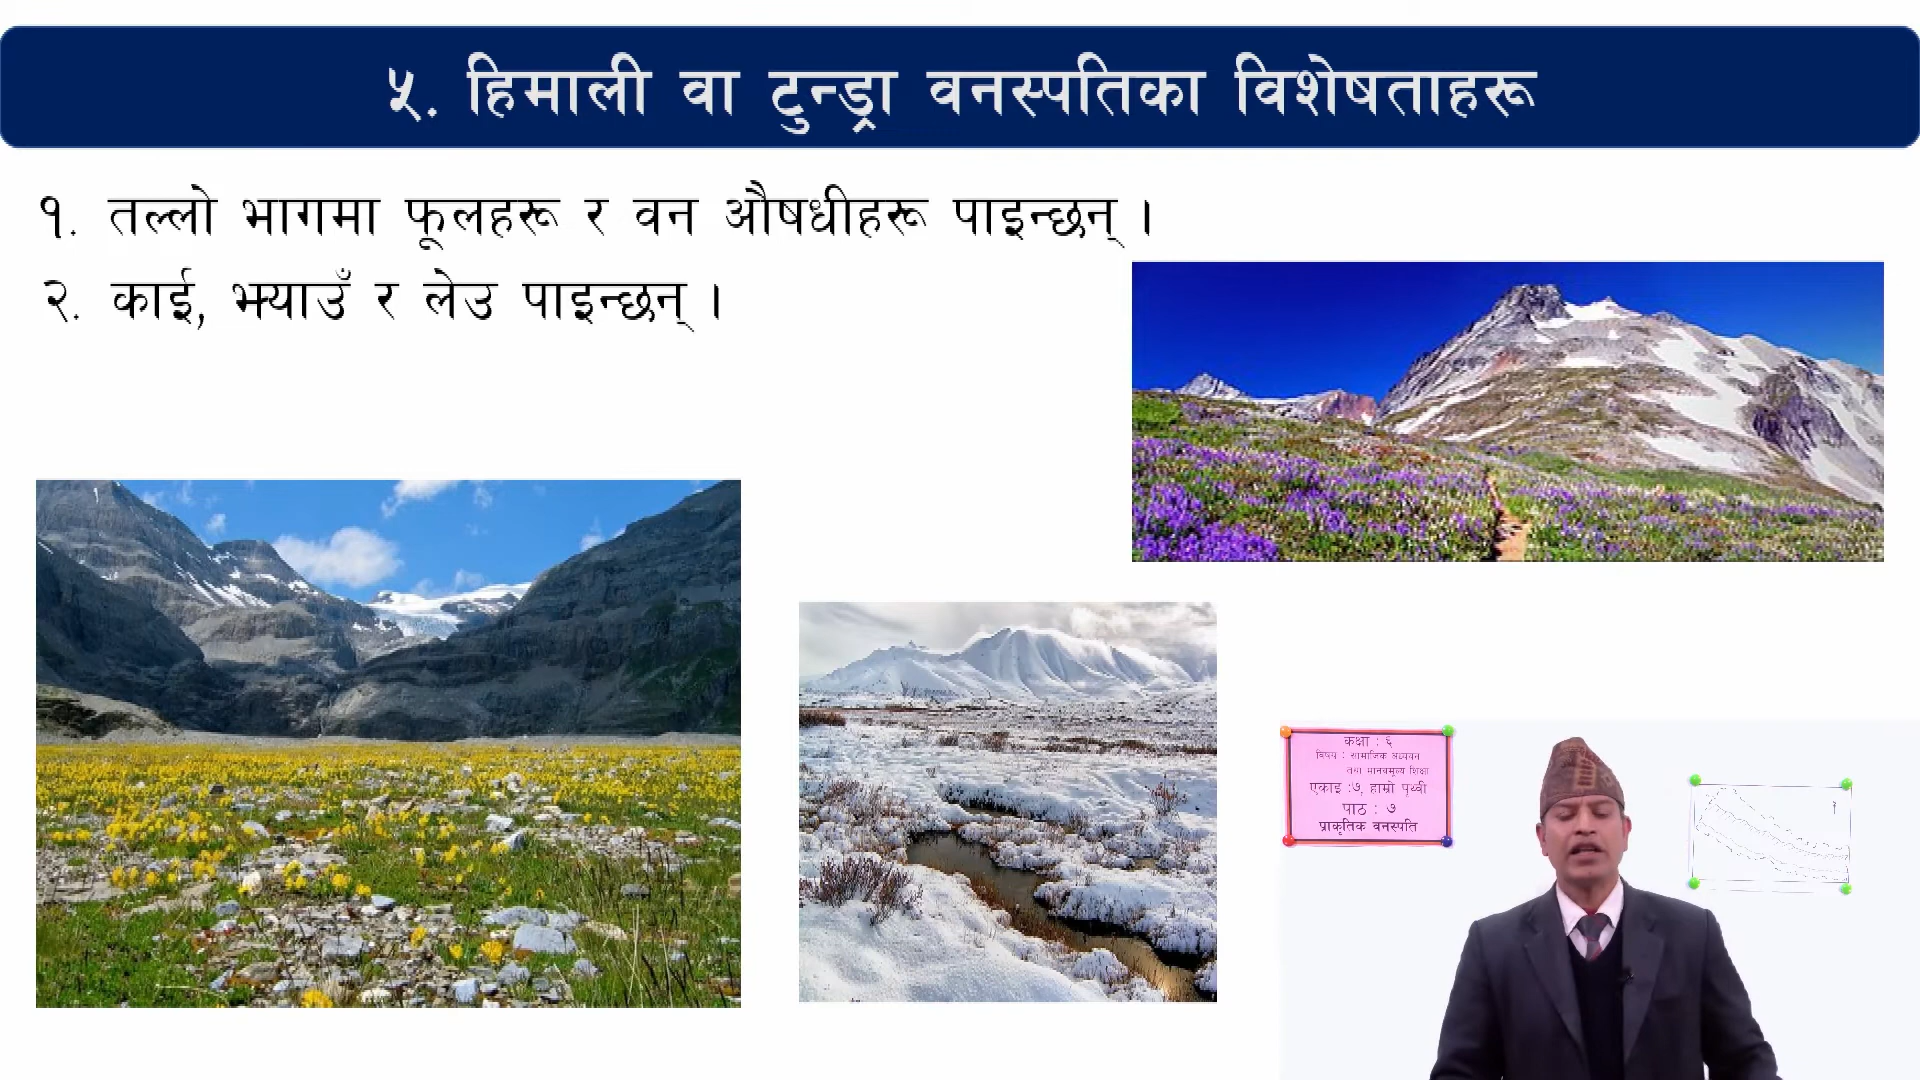 ५. हिमाली वा टुन्ड्रा वनस्पतिका विशेषताहरू
१. तल्लो भागमा फूलहरू र वन औषधीहरू पाइन्छन् ।
२. काई, झ्याउँ र लेउ पाइन्छन् ।
कक्षा : ६
विषय : सामाजिक अध्ययन
तथा मानवमूल्य शिक्षा
एकाइ :७, हाम्रो पृथ्वी
पाठ : ७
प्राकृतिक वनस्पति